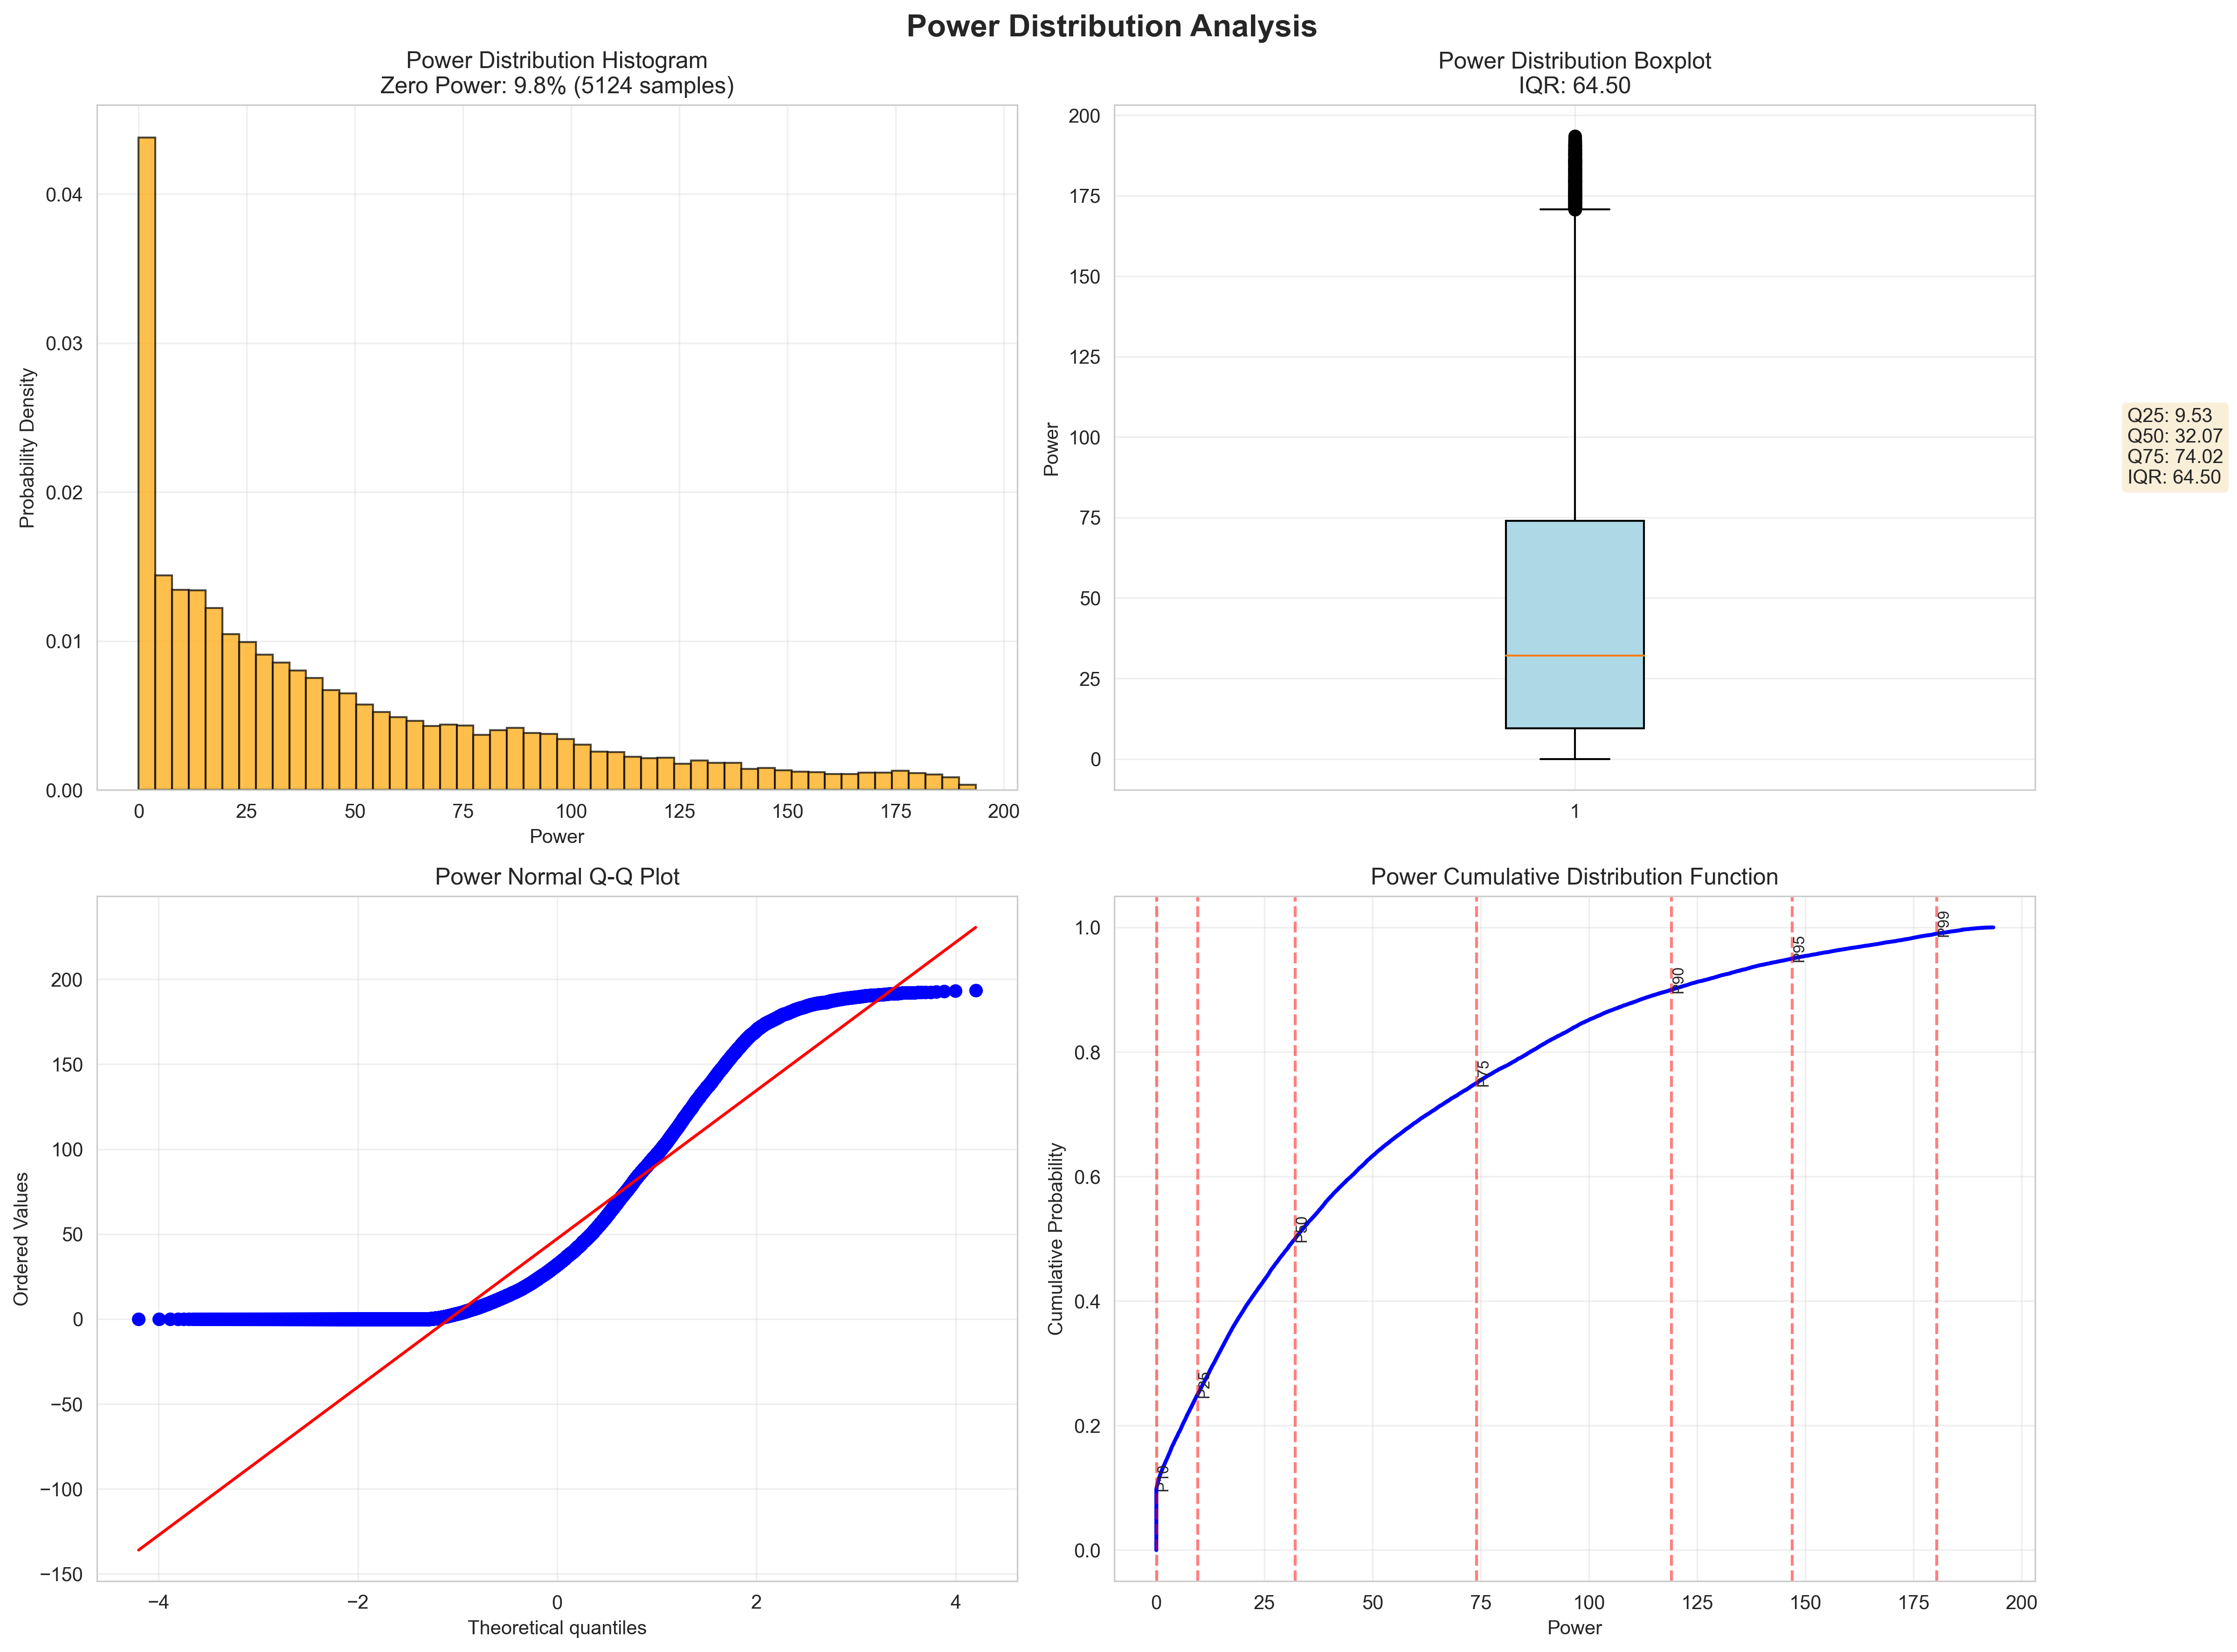 Power Distribution Analysis
Power Distribution Histogram
Zero Power: 9.8% (5124 samples)
Probability Density
0.04
0.03
0.02
0.01
0.00
0 25 50 75 100 125 150 175 200
Power
Power Distribution Boxplot
IQR: 64.50
Power
200
175
150
125
100
75
50
25
0
1
Q25: 9.53
Q50: 32.07
Q75: 74.02
IQR: 64.50
Power Normal Q-Q Plot
Ordered Values
200
150
100
50
0
−50
−100
−150
−4 −2 0 2 4
Theoretical quantiles
Power Cumulative Distribution Function
Cumulative Probability
1.0
0.8
0.6
0.4
0.2
0.0
P10
P25
P50
P75
P90
P95
P99
0 25 50 75 100 125 150 175 200
Power